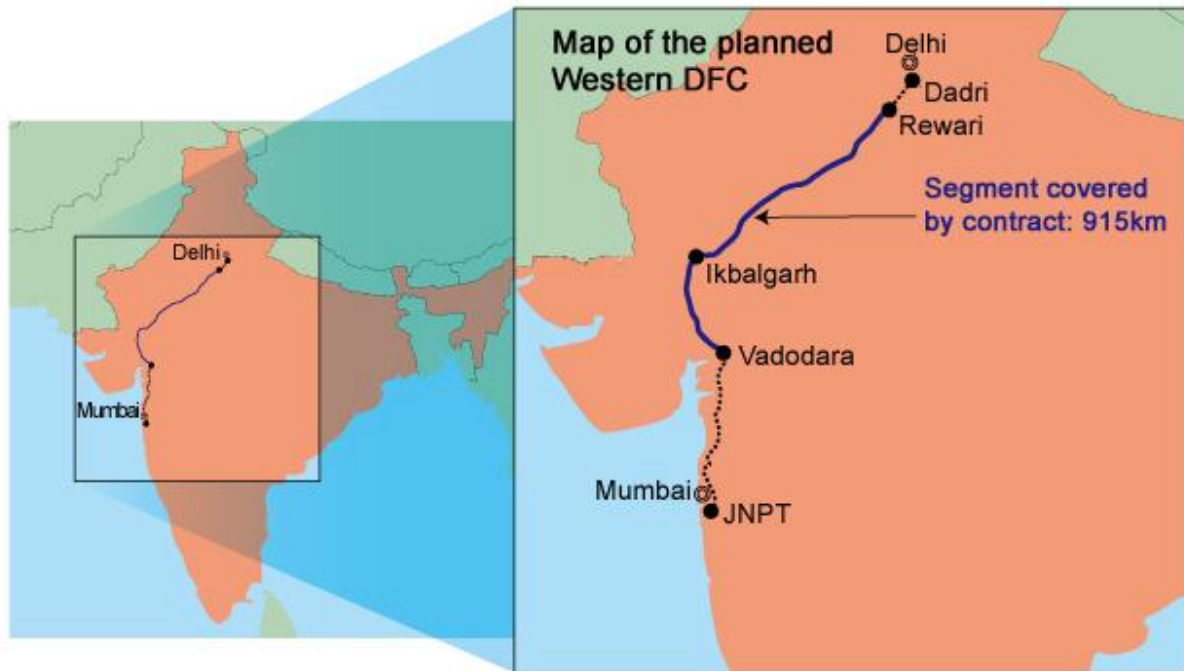 Map of the planned
Western DFC
Delhi
Dadri
Rewari
Segment covered
by contract: 915km
Ikbalgarh
Vadodara
Mumbai
JNPT
Delhi
Mumbai